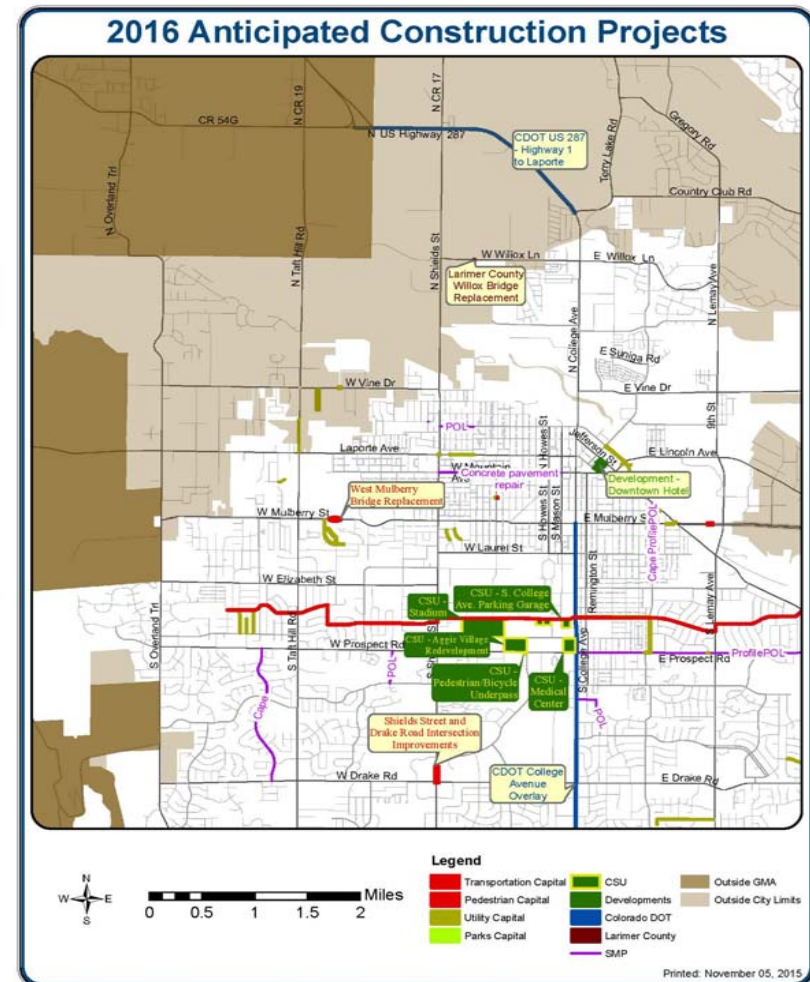 2016 Anticipated Construction Projects
CR 54G
N CR 19
N CR 17
N US Highway 287
CDOT US 287
- Highway 1
to Laporte
Terry Lake Rd
Gregory Rd
Country Club Rd
N Overland Trl
N Taft Hill Rd
N Shields St
W Willox Ln
E Willox Ln
Larimer County
Willox Bridge
Replacement
N College Ave
N Lemay Ave
E Suniga Rd
W Vine Dr
E Vine Dr
9th St
POL
N Howes St
Jefferson St
Laporte Ave
E Lincoln Ave
W Mountain
Ave
Concrete pavement
repair
Development -
Downtown Hotel
West Mulberry
Bridge Replacement
W Mulberry St
S Howes St
S Mason St
E Mulberry S
Cape ProfilePOL
W Laurel St
Remington St
W Elizabeth St
S Lemay Ave
CSU -
Stadium
CSU - S. College
Ave. Parking Garage
S Overland Trl
S Taft Hill Rd
W Prospect Rd
CSU - Aggie Village
Redevelopment
S College Ave
ProfilePOL
E Prospect Rd
Cape
POL
CSU -
Pedestrian/Bicycle
Underpass
CSU -
Medical
Center
POL
Shields Street and
Drake Road Intersection
Improvements
W Drake Rd
CDOT College
Avenue
Overlay
E Drake Rd
Legend
N
W E
S
Miles
0 0.5 1 2
Transportation Capital
Pedestrian Capital
Utility Capital
Parks Capital
CSU
Developments
Colorado DOT
Larimer County
SMP
Outside GMA
Outside City Limits
Printed: November 05, 2015